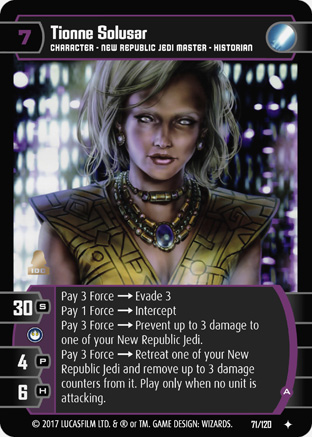 7
Tionne Solusar
CHARACTER - NEW REPUBLIC JEDI MASTER - HISTORIAN
30 S
4 P
6 H
Pay 3 Force → Evade 3
Pay 1 Force → Intercept
Pay 3 Force → Prevent up to 3 damage to
one of your New Republic Jedi.
Pay 3 Force → Retreat one of your New
Republic Jedi and remove up to 3 damage
counters from it. Play only when no unit is
attacking.
A
© 2017 LUCASFILM LTD. & ® or TM. GAME DESIGN: WIZARDS.
71/120